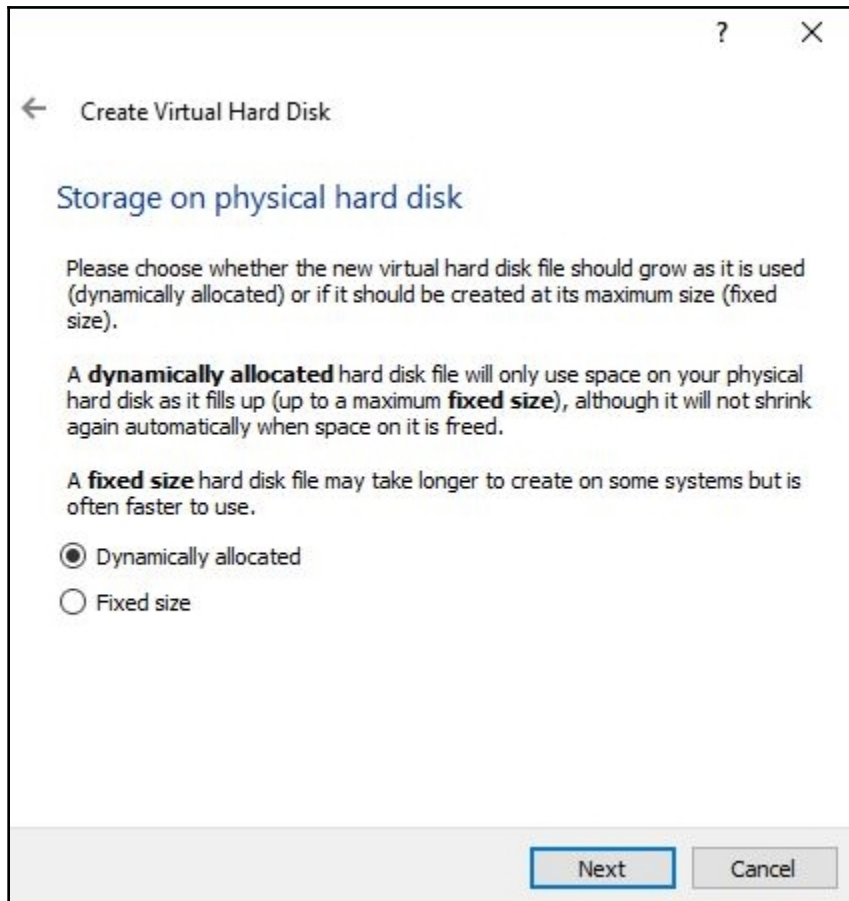 ?
Create Virtual Hard Disk
Storage on physical hard disk
Please choose whether the new virtual hard disk file should grow as it is used
(dynamically allocated) or if it should be created at its maximum size (fixed
size).
A dynamically allocated hard disk file will only use space on your physical
hard disk as it fills up (up to a maximum fixed size), although it will not shrink
again automatically when space on it is freed.
A fixed size hard disk file may take longer to create on some systems but is
often faster to use.
Dynamically allocated
Fixed size
Next Cancel